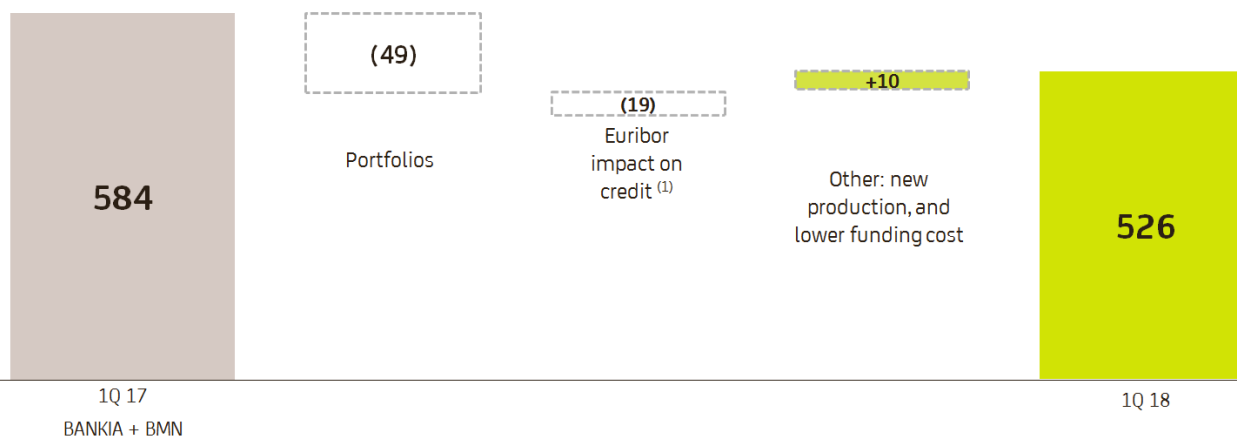 584
(49)
Portfolios
(19)
Euribor
impact on
credit (1)
+10
Other: new
production, and
lower funding cost
526
1Q 17
BANKIA + BMN
1Q 18